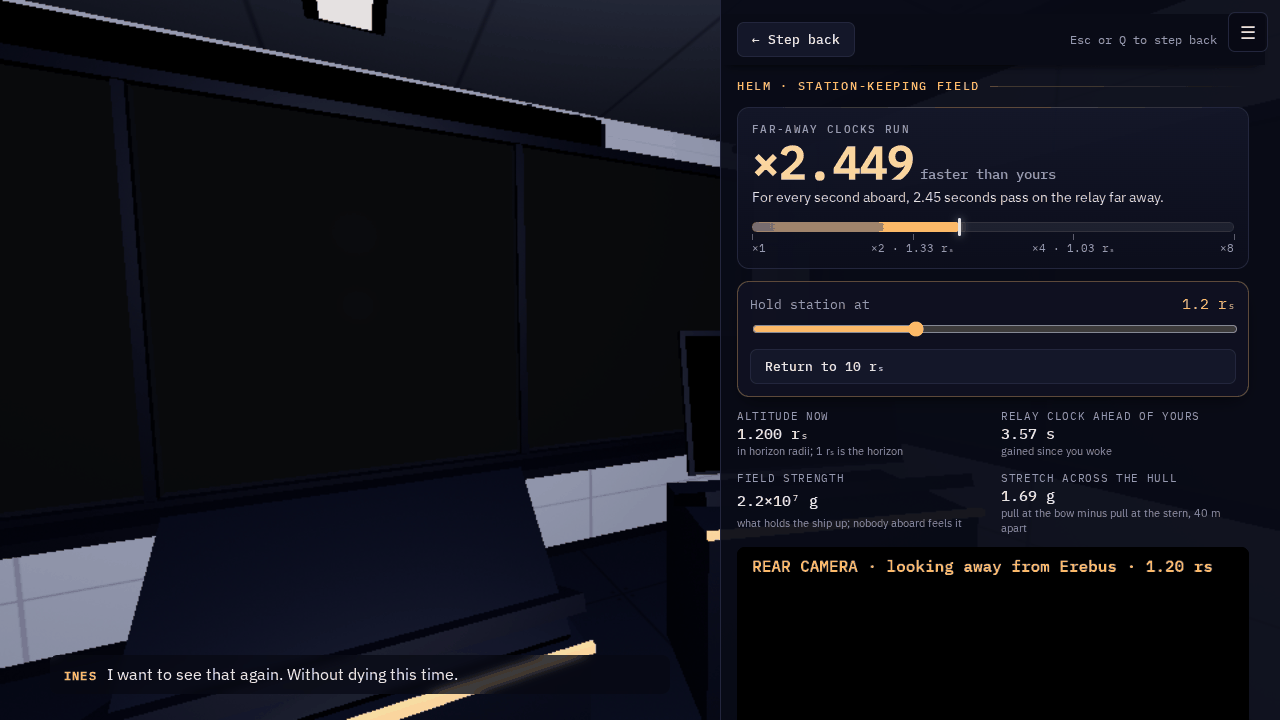 ← Step back
Esc or Q to step back
☰
HELM · STATION-KEEPING FIELD
FAR-AWAY CLOCKS RUN
×2.449 faster than yours
For every second aboard, 2.45 seconds pass on the relay far away.
×1
×2 · 1.33 rₛ
×4 · 1.03 rₛ
×8
Hold station at
1.2 rₛ
Return to 10 rₛ
ALTITUDE NOW
1.200 rₛ
in horizon radii; 1 rₛ is the horizon
RELAY CLOCK AHEAD OF YOURS
3.57 s
gained since you woke
FIELD STRENGTH
2.2×10⁷ g
what holds the ship up; nobody aboard feels it
STRETCH ACROSS THE HULL
1.69 g
pull at the bow minus pull at the stern, 40 m
apart
REAR CAMERA · looking away from Erebus · 1.20 rs
INES I want to see that again. Without dying this time.